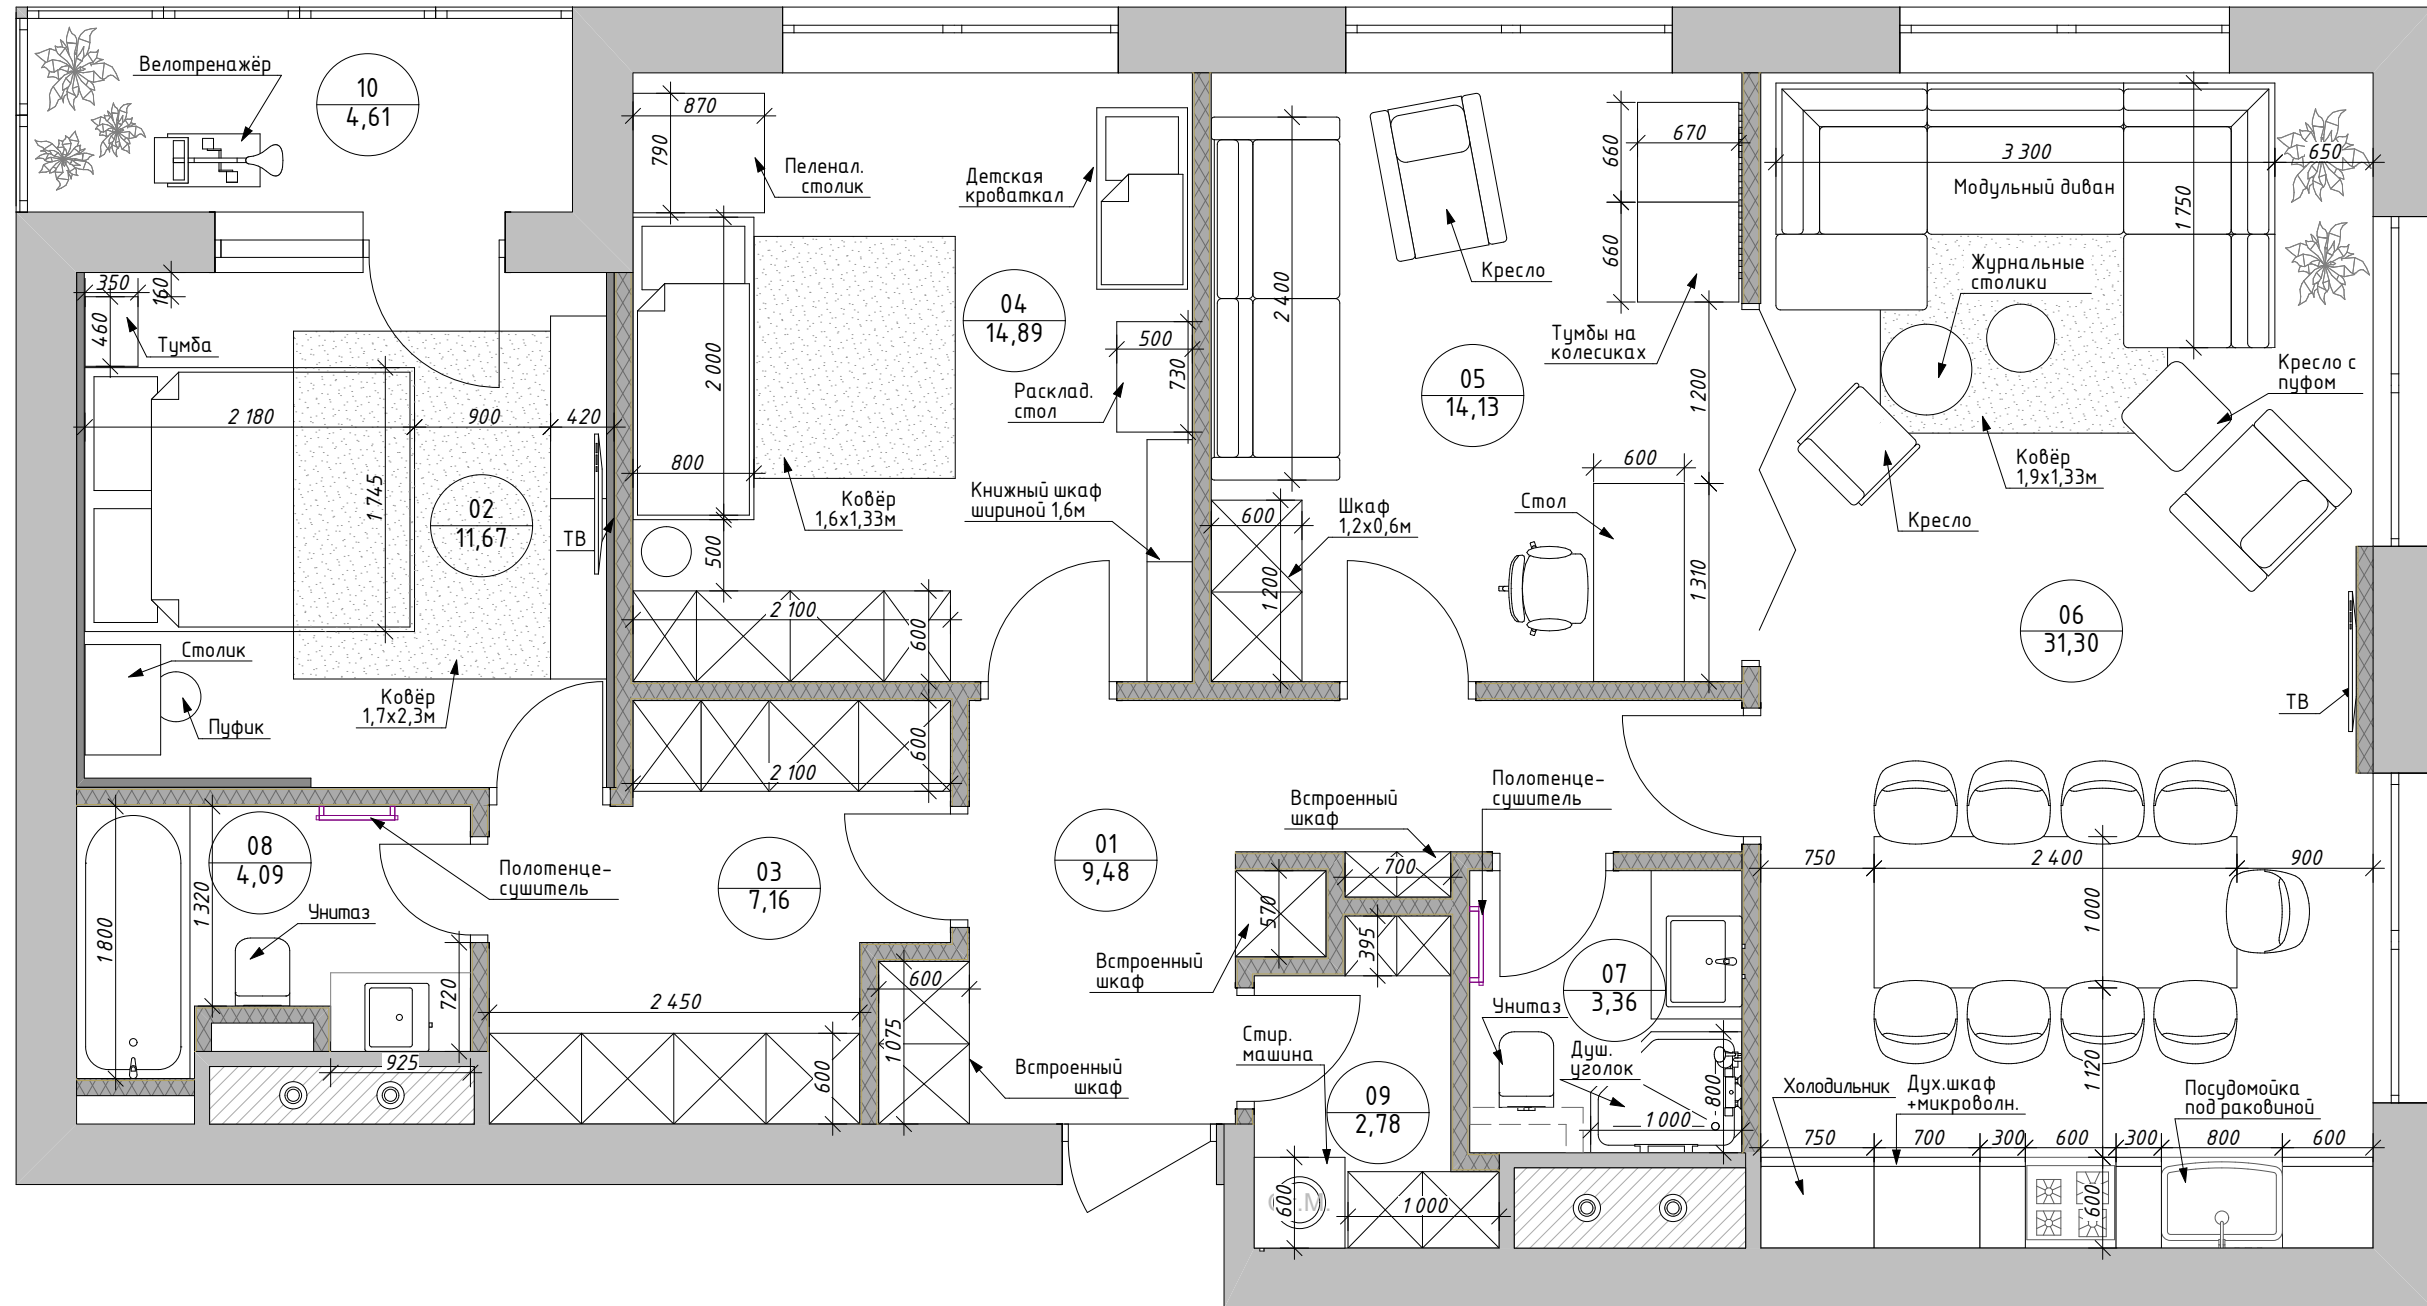 Велотренажёр
10
4,61
870
790
Пеленал.
столик
Детская
кроваткал
Кресло
2 400
660
670
660
Тумбы на
колесиках
3 300
650
Модульный диван
1 750
Журнальные
столики
Кресло с
пуфом
350
160
460
Тумба
2 180
900
420
1 745
02
11,67
ТВ
Столик
Пуфик
Ковёр
1,7х2,3м
2 000
800
500
04
14,89
500
730
Расклад.
стол
Ковёр
1,6х1,33м
Книжный шкаф
шириной 1,6м
2 100
600
05
14,13
1 200
600
Стол
1 310
600
Шкаф
1,2х0,6м
1 200
Ковёр
1,9х1,33м
Кресло
06
31,30
ТВ
2 100
600
1 800
1 320
08
4,09
Унитаз
Полотенце-
сушитель
720
925
03
7,16
2 450
600
01
9,48
600
1 075
Встроенный
шкаф
Встроенный
шкаф
570
Встроенный
шкаф
700
395
Полотенце-
сушитель
Стир.
машина
09
2,78
600
С.М.
1 000
Унитаз
07
3,36
Душ.
уголок
800
1 000
750
2 400
900
1 000
1 120
Холодильник
Дух.шкаф
+микроволн.
Посудомойка
под раковиной
750
700
300
600
300
800
600
600